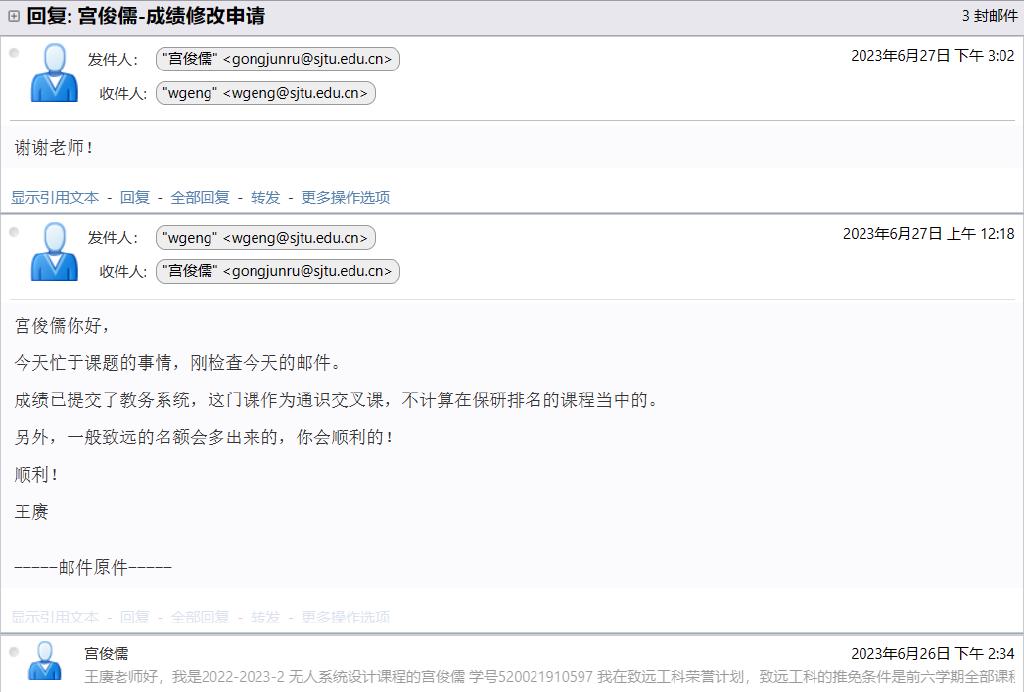 回复: 宫俊儒-成绩修改申请 3 封邮件
发件人: "宫俊儒" <gongjunru@sjtu.edu.cn> 2023年6月27日 下午 3:02
收件人: "wgeng" <wgeng@sjtu.edu.cn>
谢谢老师！
显示引用文本 - 回复 - 全部回复 - 转发 - 更多操作选项
发件人: "wgeng" <wgeng@sjtu.edu.cn> 2023年6月27日 上午 12:18
收件人: "宫俊儒" <gongjunru@sjtu.edu.cn>
宫俊儒你好，
今天忙于课题的事情，刚检查今天的邮件。
成绩已提交了教务系统，这门课作为通识交叉课，不计算在保研排名的课程当中的。
另外，一般致远的名额会多出来的，你会顺利的！
顺利！
王赓
-----邮件原件-----
显示引用文本 - 回复 - 全部回复 - 转发 - 更多操作选项
宫俊儒 2023年6月26日 下午 2:34
王赓老师好，我是2022-2023-2 无人系统设计课程的宫俊儒 学号520021910597 我在致远工科荣誉计划，致远工科的推免条件是前六学期全部课程